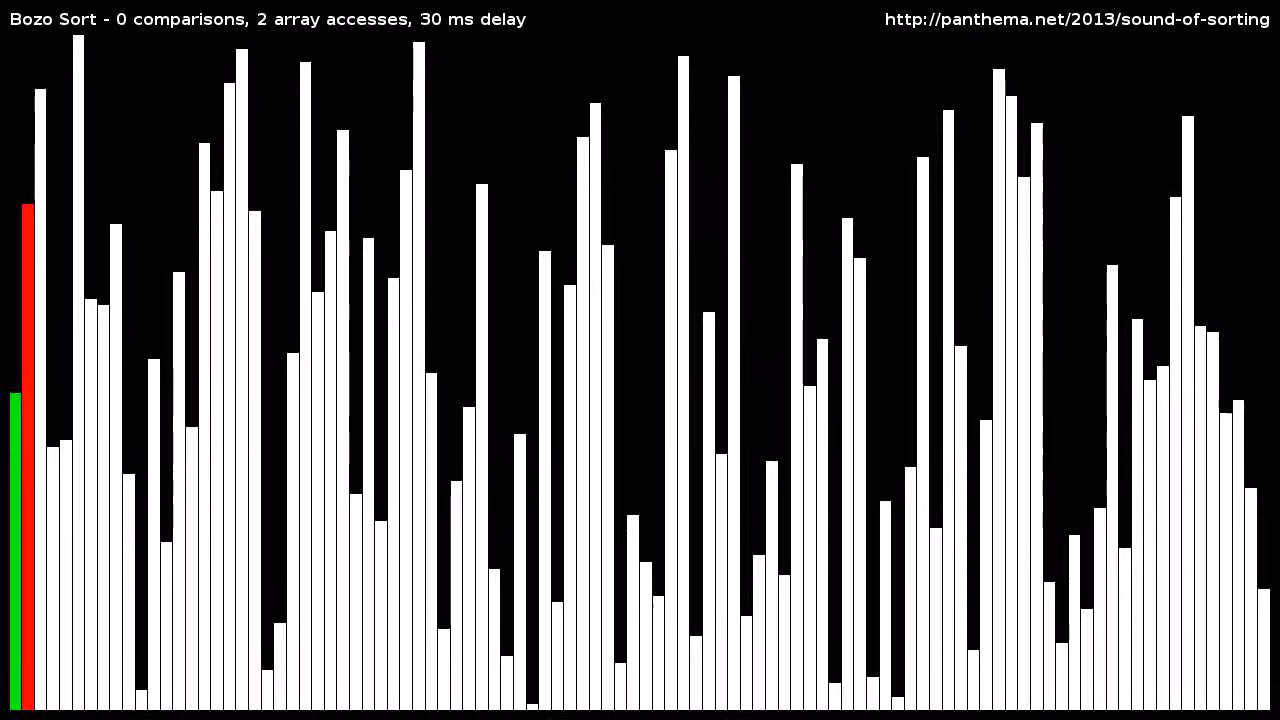 Bozo Sort - 0 comparisons, 2 array accesses, 30 ms delay
http://panthema.net/2013/sound-of-sorting